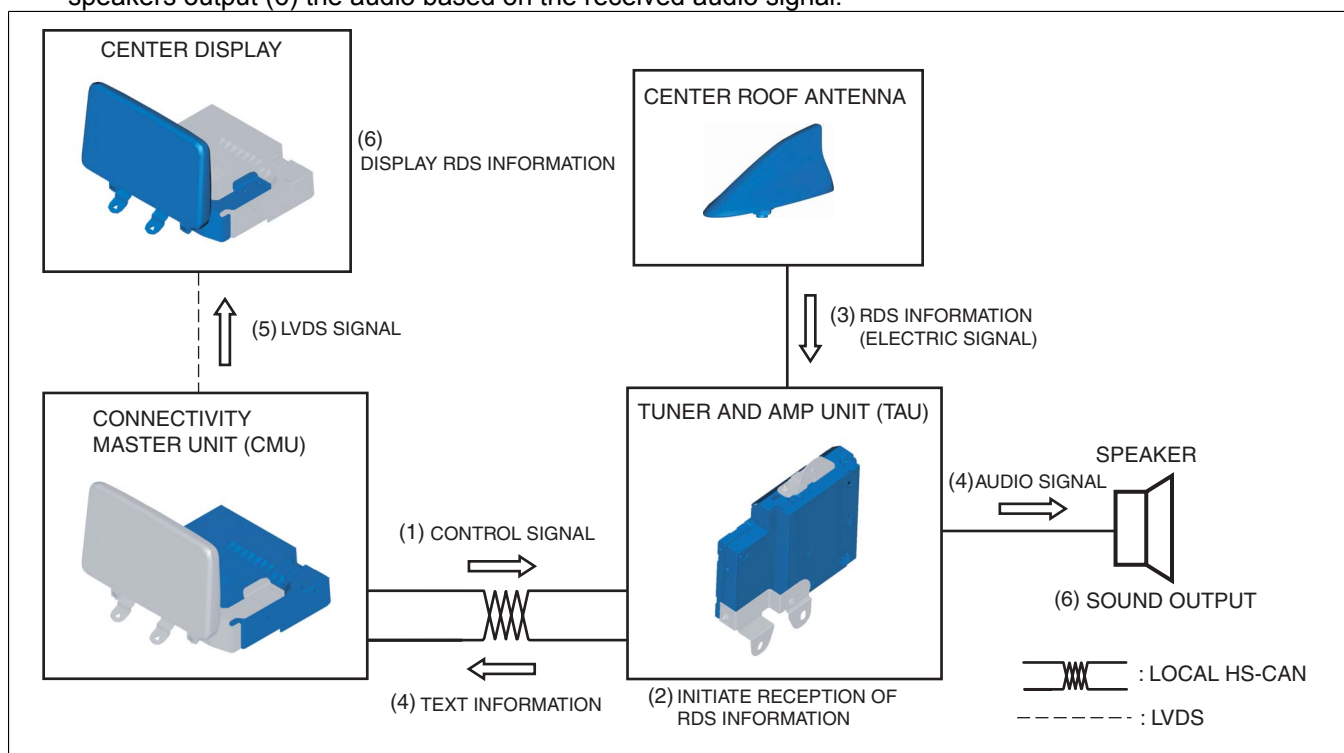 speakers output (6) the audio based on the received audio signal.
CENTER DISPLAY
(6)
DISPLAY RDS INFORMATION
CENTER ROOF ANTENNA
(5) LVDS SIGNAL
(3) RDS INFORMATION
(ELECTRIC SIGNAL)
CONNECTIVITY
MASTER UNIT (CMU)
(1) CONTROL SIGNAL
(4) TEXT INFORMATION
TUNER AND AMP UNIT (TAU)
(2) INITIATE RECEPTION OF
RDS INFORMATION
(4) AUDIO SIGNAL
SPEAKER
(6) SOUND OUTPUT
: LOCAL HS-CAN
: LVDS